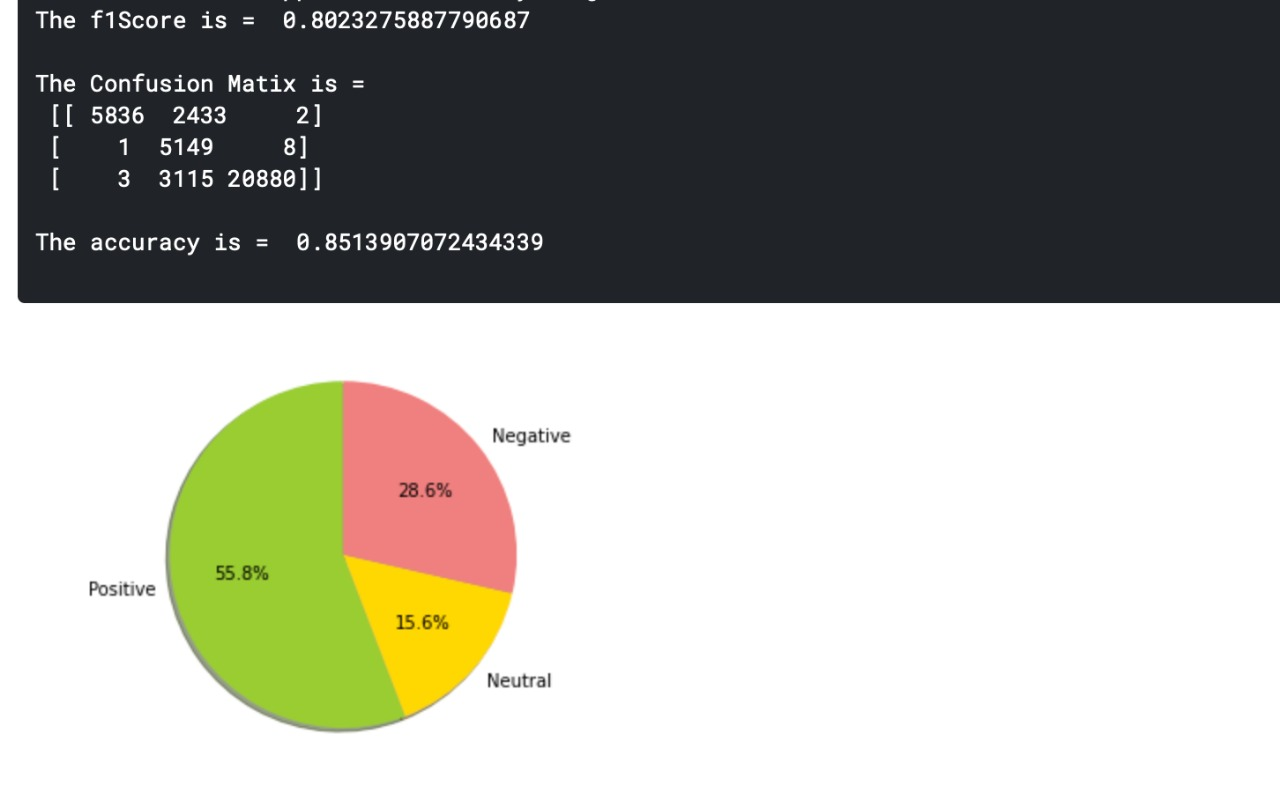 The f1Score is =  0.8023275887790687
The Confusion Matix is =
[[ 5836  2433     2]
[    1  5149     8]
[    3  3115 20880]]
The accuracy is =  0.8513907072434339
Negative
28.6%
55.8%
Positive
15.6%
Neutral